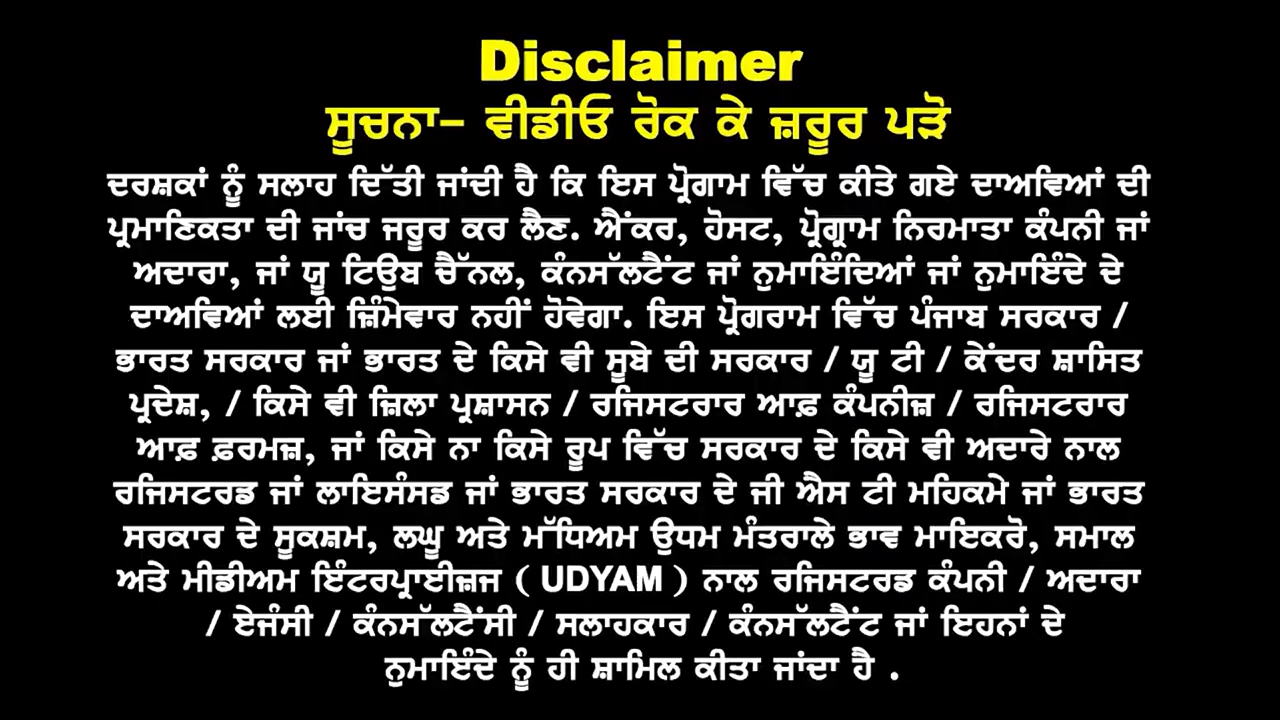 Disclaimer
ਸੂਚਨਾ- ਵੀਡੀਓ ਰੋਕ ਕੇ ਜ਼ਰੂਰ ਪੜੋ
ਦਰਸ਼ਕਾਂ ਨੂੰ ਸਲਾਹ ਦਿੱਤੀ ਜਾਂਦੀ ਹੈ ਕਿ ਇਸ ਪ੍ਰੋਗਾਮ ਵਿੱਚ ਕੀਤੇ ਗਏ ਦਾਅਵਿਆਂ ਦੀ
ਪ੍ਰਮਾਣਿਕਤਾ ਦੀ ਜਾਂਚ ਜਰੂਰ ਕਰ ਲੈਣ. ਐਂਕਰ, ਹੋਸਟ, ਪ੍ਰੋਗ੍ਰਾਮ ਨਿਰਮਾਤਾ ਕੰਪਨੀ ਜਾਂ
ਅਦਾਰਾ, ਜਾਂ ਯੂ ਟਿਊਬ ਚੈੱਨਲ, ਕੰਨਸੱਲਟੈਂਟ ਜਾਂ ਨੁਮਾਇੰਦਿਆਂ ਜਾਂ ਨੁਮਾਇੰਦੇ ਦੇ
ਦਾਅਵਿਆਂ ਲਈ ਜ਼ਿੰਮੇਵਾਰ ਨਹੀਂ ਹੋਵੇਗਾ. ਇਸ ਪ੍ਰੋਗਰਾਮ ਵਿੱਚ ਪੰਜਾਬ ਸਰਕਾਰ /
ਭਾਰਤ ਸਰਕਾਰ ਜਾਂ ਭਾਰਤ ਦੇ ਕਿਸੇ ਵੀ ਸੂਬੇ ਦੀ ਸਰਕਾਰ / ਯੂ ਟੀ / ਕੇਂਦਰ ਸ਼ਾਸਿਤ
ਪ੍ਰਦੇਸ਼, / ਕਿਸੇ ਵੀ ਜ਼ਿਲਾ ਪ੍ਰਸ਼ਾਸਨ / ਰਜਿਸਟਰਾਰ ਆਫ਼ ਕੰਪਨੀਜ਼ / ਰਜਿਸਟਰਾਰ
ਆਫ਼ ਫ਼ਰਮਜ਼, ਜਾਂ ਕਿਸੇ ਨਾ ਕਿਸੇ ਰੂਪ ਵਿੱਚ ਸਰਕਾਰ ਦੇ ਕਿਸੇ ਵੀ ਅਦਾਰੇ ਨਾਲ
ਰਜਿਸਟਰਡ ਜਾਂ ਲਾਇਸੰਸਡ ਜਾਂ ਭਾਰਤ ਸਰਕਾਰ ਦੇ ਜੀ ਐਸ ਟੀ ਮਹਿਕਮੇ ਜਾਂ ਭਾਰਤ
ਸਰਕਾਰ ਦੇ ਸੂਕਸ਼ਮ, ਲਘੂ ਅਤੇ ਮੱਧਿਅਮ ਉਧਮ ਮੰਤਰਾਲੇ ਭਾਵ ਮਾਇਕਰੋ, ਸਮਾਲ
ਅਤੇ ਮੀਡੀਅਮ ਇੰਟਰਪ੍ਰਾਈਜ਼ਜ ( UDYAM ) ਨਾਲ ਰਜਿਸਟਰਡ ਕੰਪਨੀ / ਅਦਾਰਾ
/ ਏਜੰਸੀ / ਕੰਨਸੱਲਟੈਂਸੀ / ਸਲਾਹਕਾਰ / ਕੰਨਸੱਲਟੈਂਟ ਜਾਂ ਇਹਨਾਂ ਦੇ
ਨੁਮਾਇੰਦੇ ਨੂੰ ਹੀ ਸ਼ਾਮਿਲ ਕੀਤਾ ਜਾਂਦਾ ਹੈ .